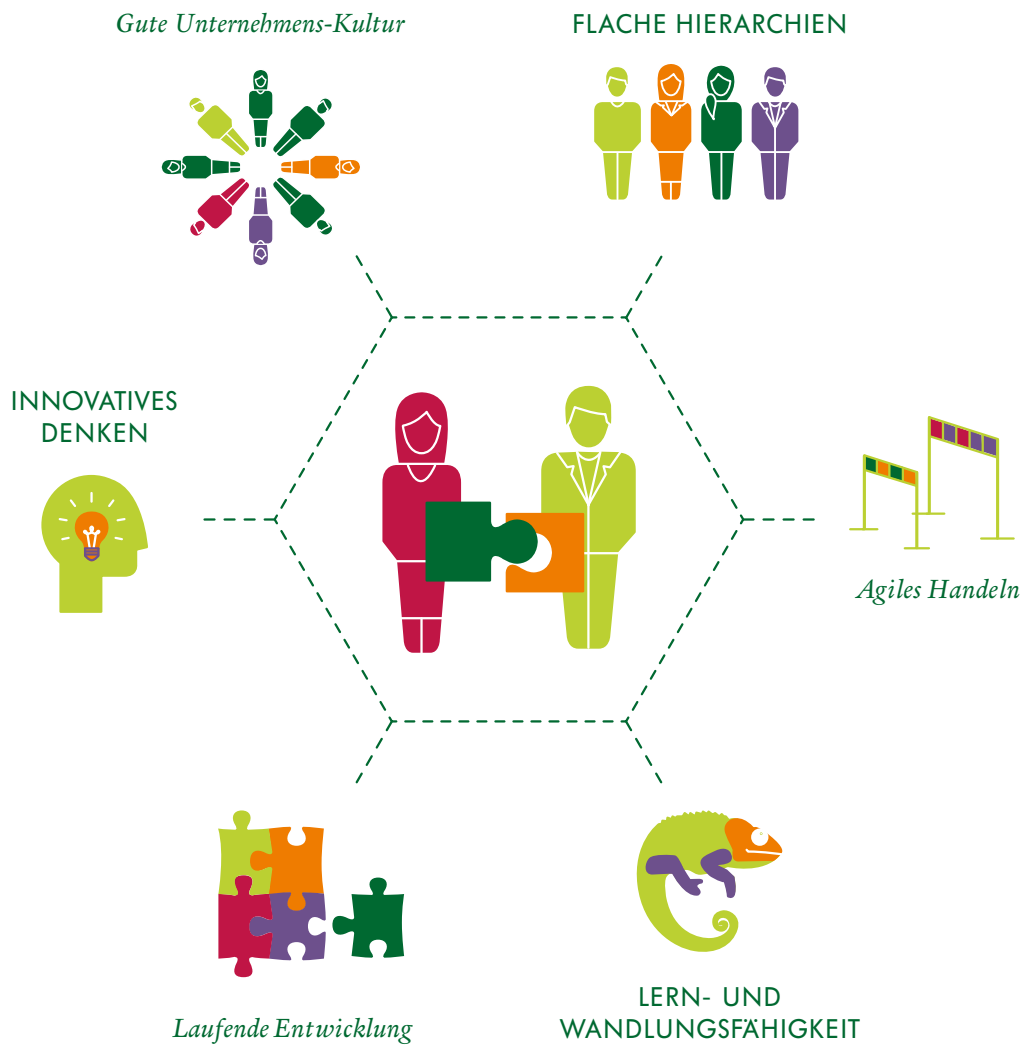 Gute Unternehmens-Kultur
FLACHE HIERARCHIEN
INNOVATIVES
DENKEN
Agiles Handeln
Laufende Entwicklung
LERN- UND
WANDLUNGSFÄHIGKEIT